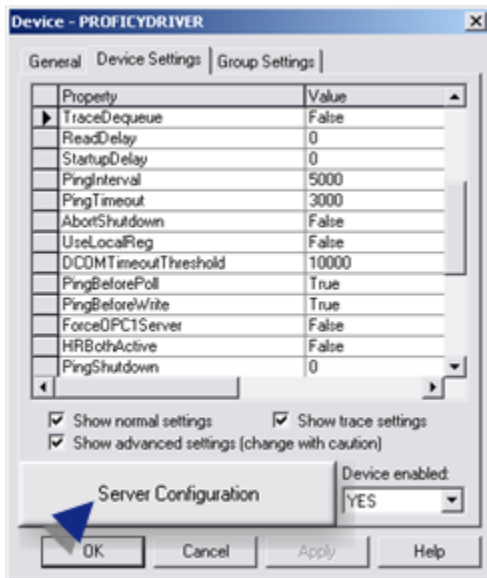 Device - PROFICYDRIVER
General Device Settings Group Settings
Property Value
TraceDequeue False
ReadDelay 0
StartupDelay 0
PingInterval 5000
PingTimeout 3000
AbortShutdown False
UseLocalReg False
DCOMTimeoutThreshold 10000
PingBeforePoll True
PingBeforeWrite True
ForceOPC1Server False
HRBothActive False
PingShutdown 0
Show normal settings Show trace settings
Show advanced settings (change with caution)
Device enabled:
Server Configuration YES
OK Cancel Apply Help